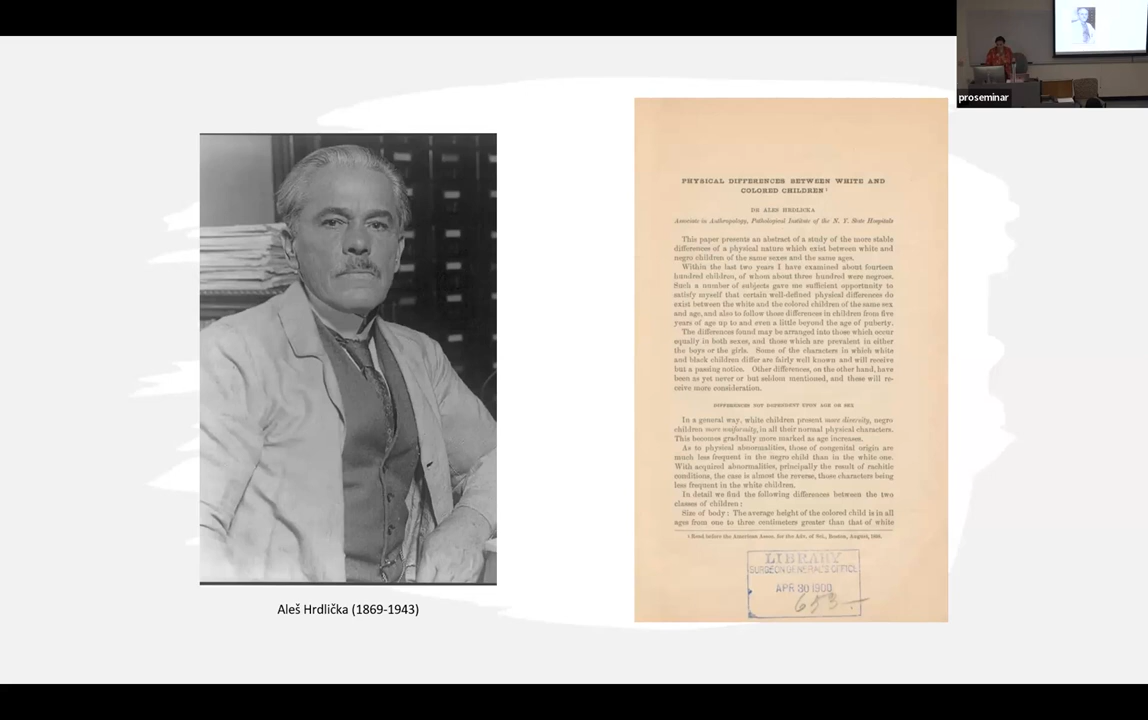 proseminar
PHYSICAL DIFFERENCES BETWEEN WHITE AND
COLORED CHILDREN¹
DR ALES HRDLICKA
Associate in Anthropology, Pathological Institute of the N. Y. State Hospitals
This paper presents an abstract of a study of the more stable
differences of a physical nature which exist between white and
negro children of the same sexes and the same ages.
Within the last two years I have examined about fourteen
hundred children, of whom about three hundred were negroes.
Such a number of subjects gave me sufficient opportunity to
satisfy myself that certain well-defined physical differences do
exist between the white and the colored children of the same sex
and age, and also to follow those differences in children from five
years of age up to and even a little beyond the age of puberty.
The differences found may be arranged into those which occur
equally in both sexes, and those which are prevalent in either
the boys or the girls. Some of the characters in which white
and black children differ are fairly well known and will receive
but a passing notice. Other differences, on the other hand, have
been as yet never or but seldom mentioned, and these will re-
ceive more consideration.
DIFFERENCES NOT DEPENDENT UPON AGE OR SEX
In a general way, white children present more diversity, negro
children more uniformity, in all their normal physical characters.
This becomes gradually more marked as age increases.
As to physical abnormalities, those of congenital origin are
much less frequent in the negro child than in the white one.
With acquired abnormalities, principally the result of rachitic
conditions, the case is almost the reverse, those characters being
less frequent in the white children.
In detail we find the following differences between the two
classes of children:
Size of body: The average height of the colored child is in all
ages from one to three centimeters greater than that of white
¹ Read before the American Assoc. for the Adv. of Sci., Boston, August,
LIBRARY
SURGEON GENERAL'S OFFICE
APR 30 1900
653
Aleš Hrdlička (1869-1943)